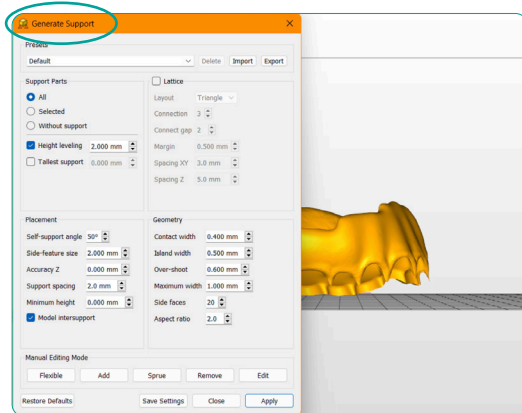 Generate Support
Presets
Default Delete Import Export
Support Parts
All
Selected
Without support
Height leveling 2.000 mm
Tallest support 0.000 mm
Lattice
Layout Triangle
Connection 3
Connect gap 2
Margin 0.500 mm
Spacing XY 3.0 mm
Spacing Z 5.0 mm
Placement
Self-support angle 50°
Side-feature size 2.000 mm
Accuracy Z 0.000 mm
Support spacing 2.0 mm
Minimum height 0.000 mm
Model intersupport
Geometry
Contact width 0.400 mm
Island width 0.500 mm
Over-shoot 0.600 mm
Maximum width 1.000 mm
Side faces 20
Aspect ratio 2.0
Manual Editing Mode
Flexible Add Sprue Remove Edit
Restore Defaults Save Settings Close Apply